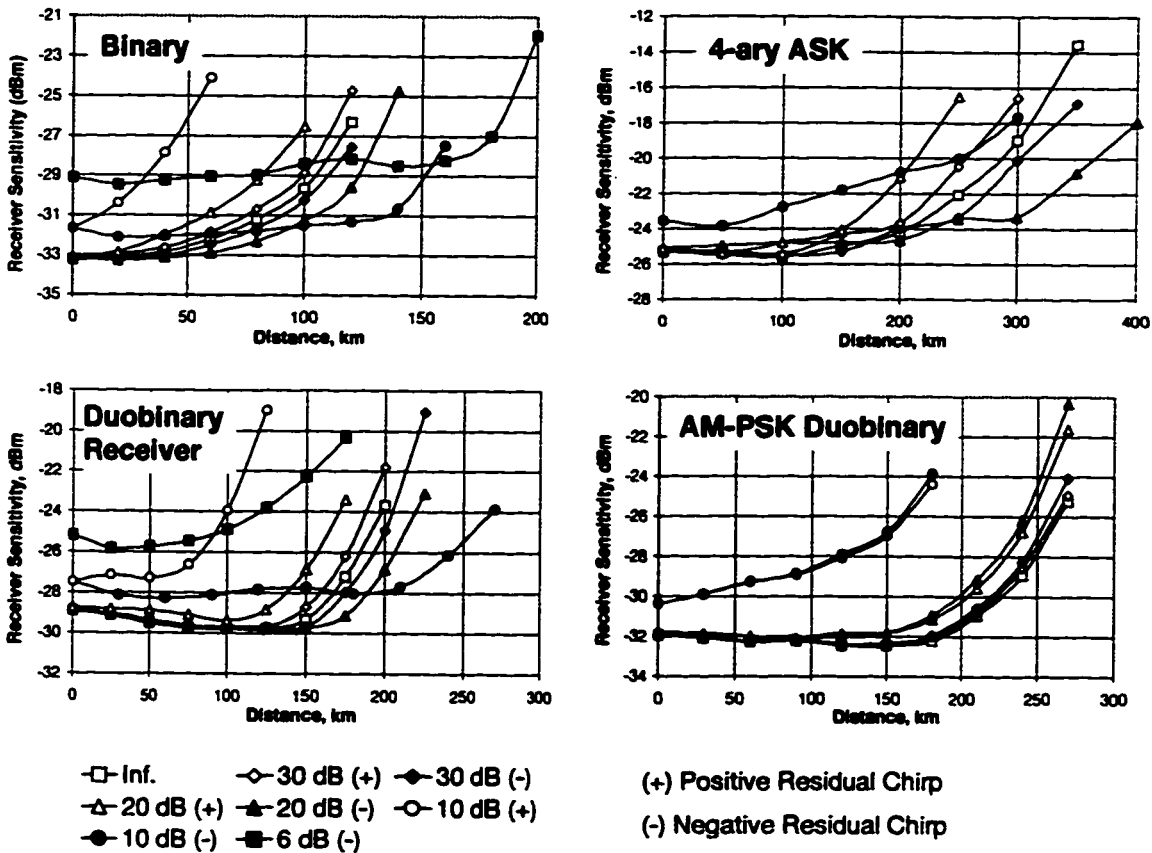 Binary
Receiver Sensitivity (dBm)
-21
-23
-25
-27
-29
-31
-33
-35
0
50
100
150
200
Distance, km
4-ary ASK
Receiver Sensitivity, dBm
-12
-14
-16
-18
-20
-22
-24
-26
-28
0
100
200
300
400
Distance, km
Duobinary
Receiver
Receiver Sensitivity, dBm
-18
-20
-22
-24
-26
-28
-30
-32
0
50
100
150
200
250
300
Distance, km
AM-PSK Duobinary
Receiver Sensitivity, dBm
-20
-22
-24
-26
-28
-30
-32
-34
0
50
100
150
200
250
300
Distance, km
Inf.
30 dB (+)
30 dB (-)
20 dB (+)
20 dB (-)
10 dB (+)
10 dB (-)
6 dB (-)
(+) Positive Residual Chirp
(-) Negative Residual Chirp